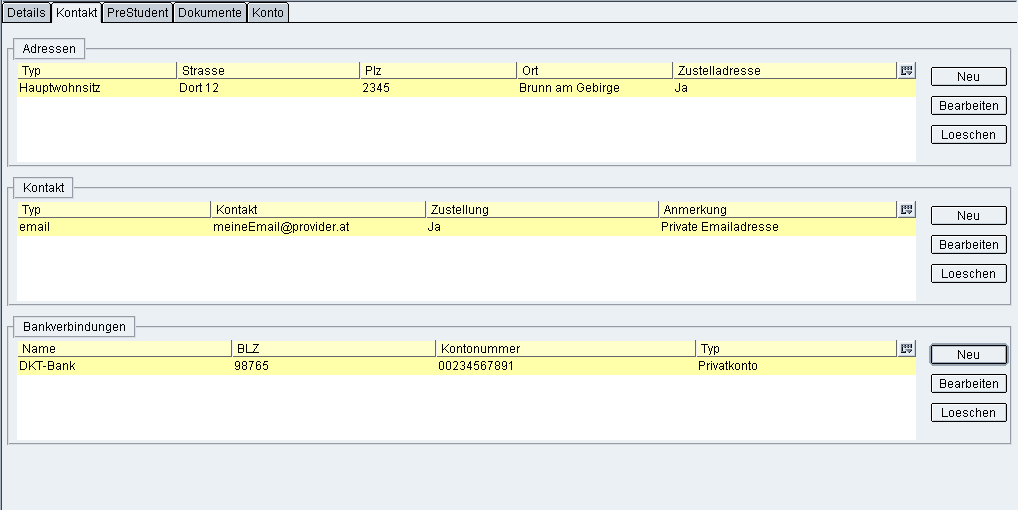 Details Kontakt PreStudent Dokumente Konto
Adressen
Typ Strasse Plz Ort Zustelladresse
Hauptwohnsitz Dort 12 2345 Brunn am Gebirge Ja
Neu
Bearbeiten
Loeschen
Kontakt
Typ Kontakt Zustellung Anmerkung
email meineEmail@provider.at Ja Private Emailadresse
Neu
Bearbeiten
Loeschen
Bankverbindungen
Name BLZ Kontonummer Typ
DKT-Bank 98765 00234567891 Privatkonto
Neu
Bearbeiten
Loeschen